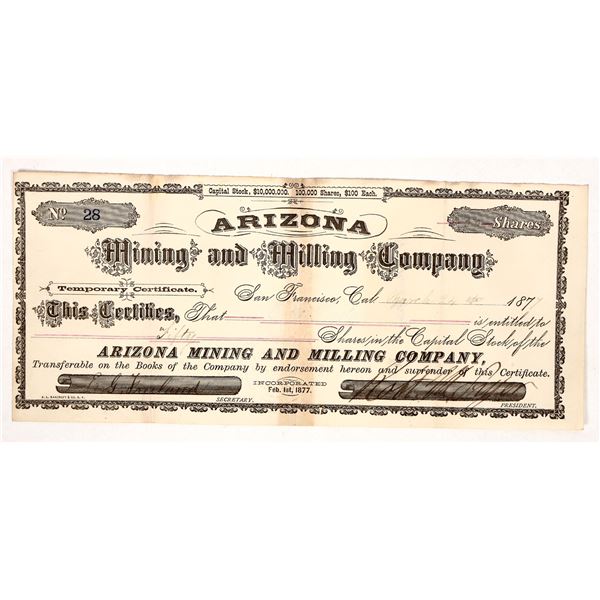 Capital Stock, $10,000,000. 100,000 Shares, $100 Each.
No 28
Shares
ARIZONA
Mining and Milling Company
Temporary Certificate.
San Francisco, Cal. March 1877
This Certifies, That is entitled to
Fifty Shares in the Capital Stock of the
ARIZONA MINING AND MILLING COMPANY,
Transferable on the Books of the Company by endorsement hereon and surrender of this Certificate.
INCORPORATED
Feb. 1st, 1877.
SECRETARY.
PRESIDENT.